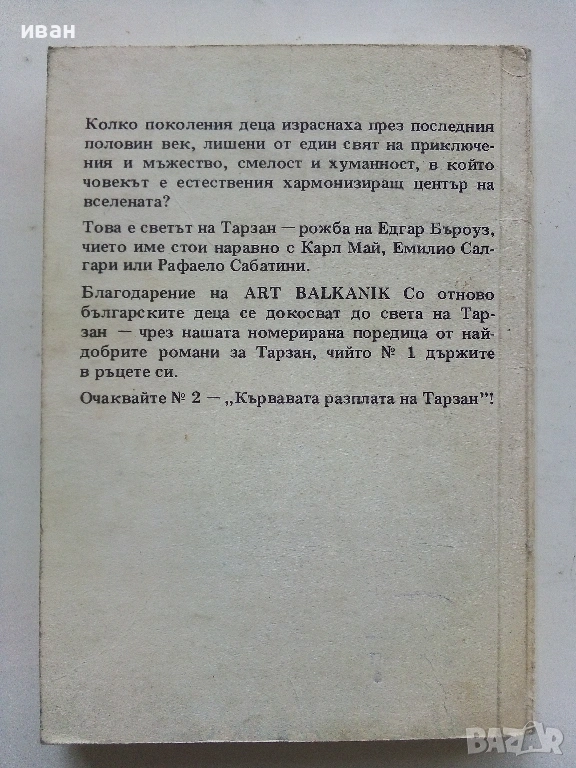 иван
Колко поколения деца израснаха през последния
половин век, лишени от един свят на приключе-
ния и мъжество, смелост и хуманност, в който
човекът е естествения хармонизиращ център на
вселената?
Това е светът на Тарзан — рожба на Едгар Бъроуз,
чието име стои наравно с Карл Май, Емилио Сал-
гари или Рафаело Сабатини.
Благодарение на ART BALKANIK Co отново
българските деца се докосват до света на Тар-
зан — чрез нашата номерирана поредица от най-
добрите романи за Тарзан, чийто № 1 държите
в ръцете си.
Очаквайте № 2 — „Кървавата разплата на Тарзан"!
BAZAR